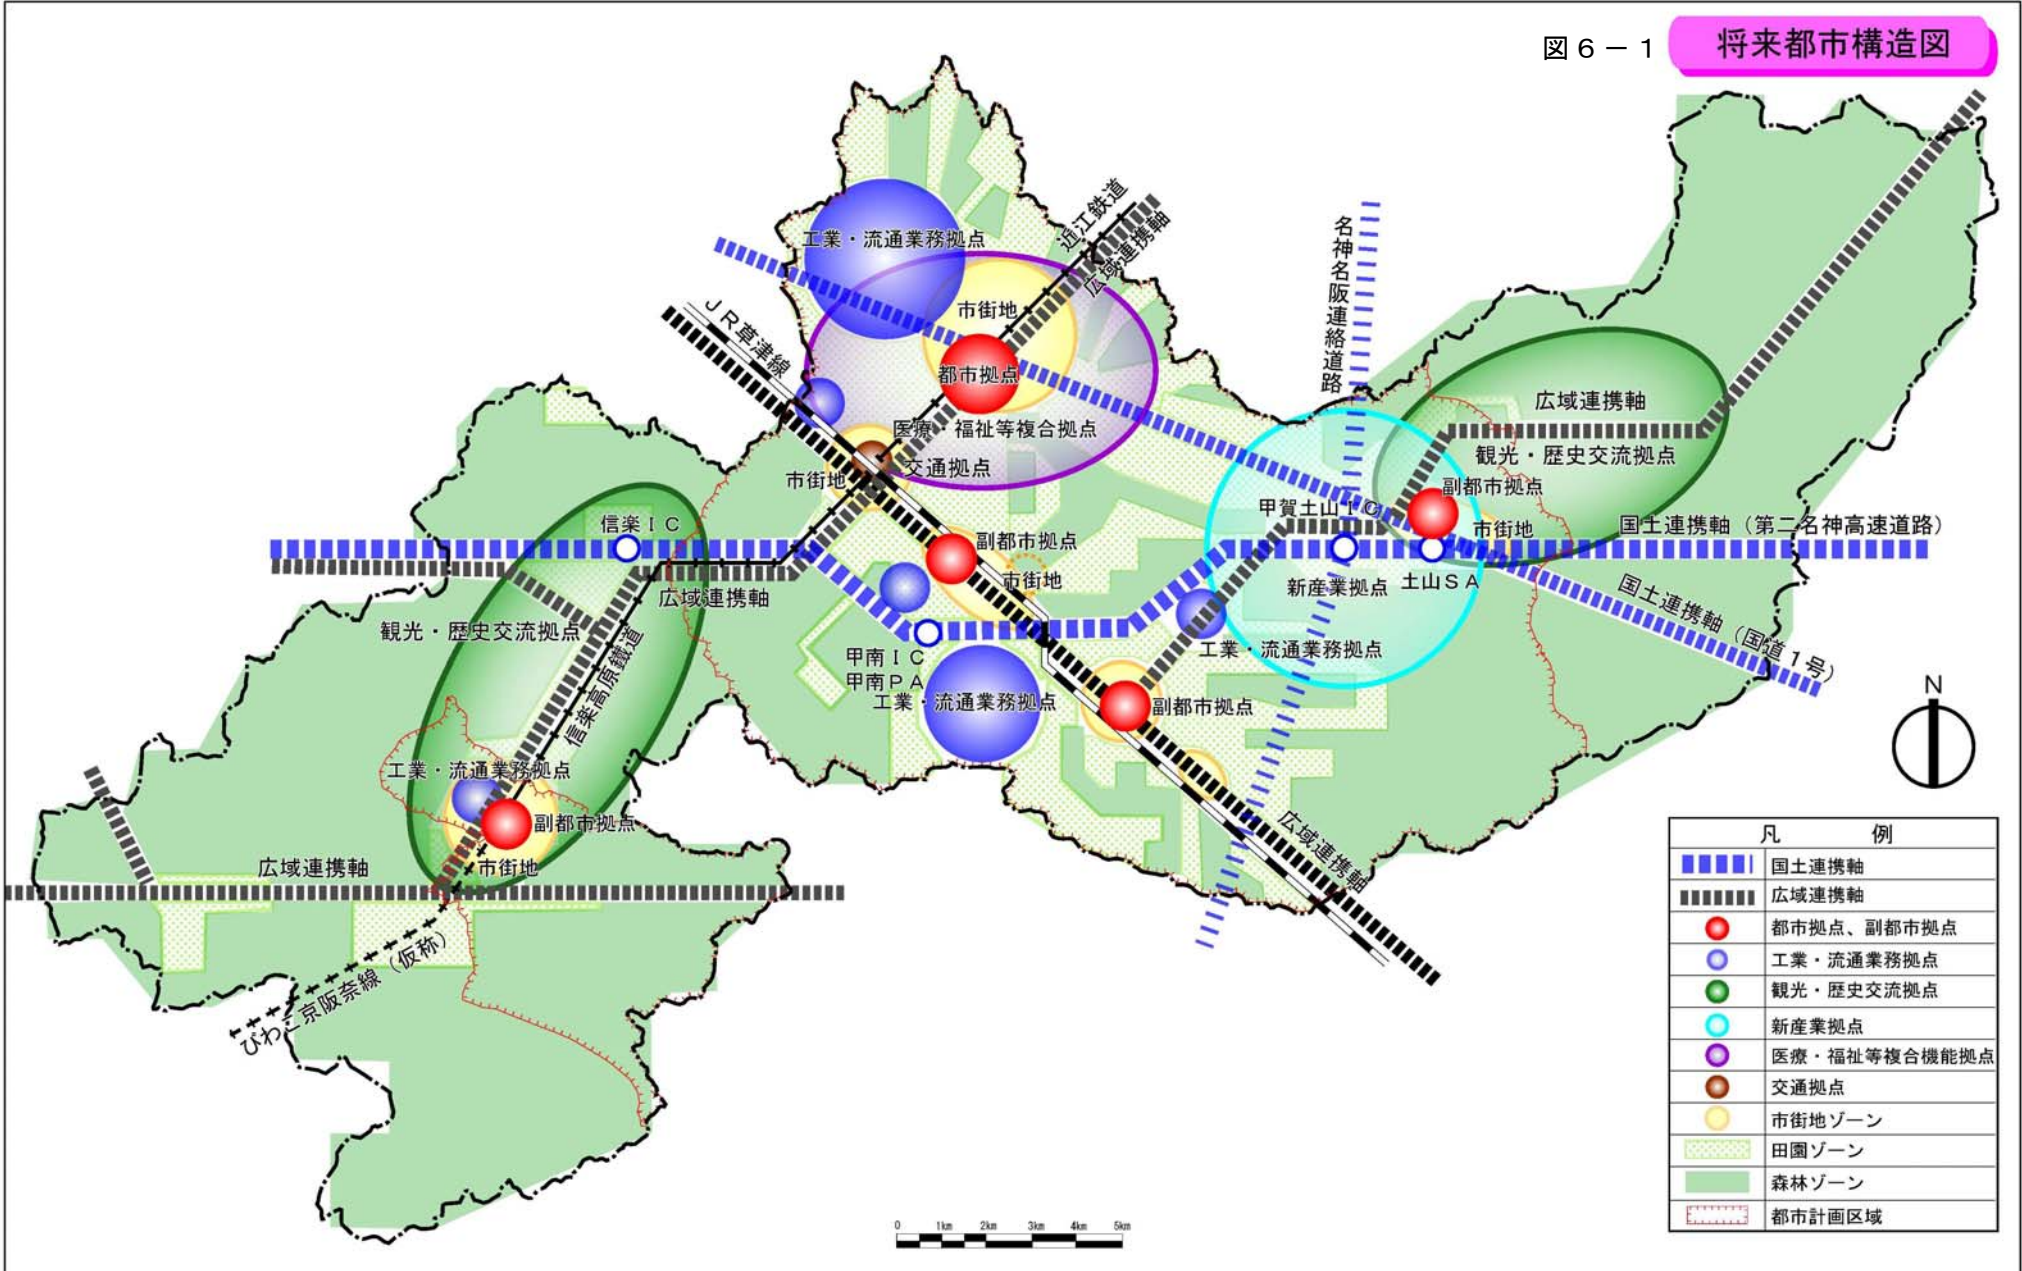 図６－１
将来都市構造図
工業・流通業務拠点
近江鉄道
広域連携軸
市街地
名神名阪連絡道路
ＪＲ草津線
都市拠点
医療・福祉等複合拠点
交通拠点
市街地
広域連携軸
観光・歴史交流拠点
副都市拠点
甲賀土山ＩＣ
市街地
国土連携軸（第二名神高速道路）
信楽ＩＣ
副都市拠点
市街地
新産業拠点
土山ＳＡ
国土連携軸（国道１号）
広域連携軸
観光・歴史交流拠点
信楽高原鐵道
甲南ＩＣ
甲南ＰＡ
工業・流通業務拠点
工業・流通業務拠点
副都市拠点
N
工業・流通業務拠点
副都市拠点
市街地
広域連携軸
広域連携軸
びわこ京阪奈線（仮称）
凡例
国土連携軸
広域連携軸
都市拠点、副都市拠点
工業・流通業務拠点
観光・歴史交流拠点
新産業拠点
医療・福祉等複合機能拠点
交通拠点
市街地ゾーン
田園ゾーン
森林ゾーン
都市計画区域
0 1km 2km 3km 4km 5km